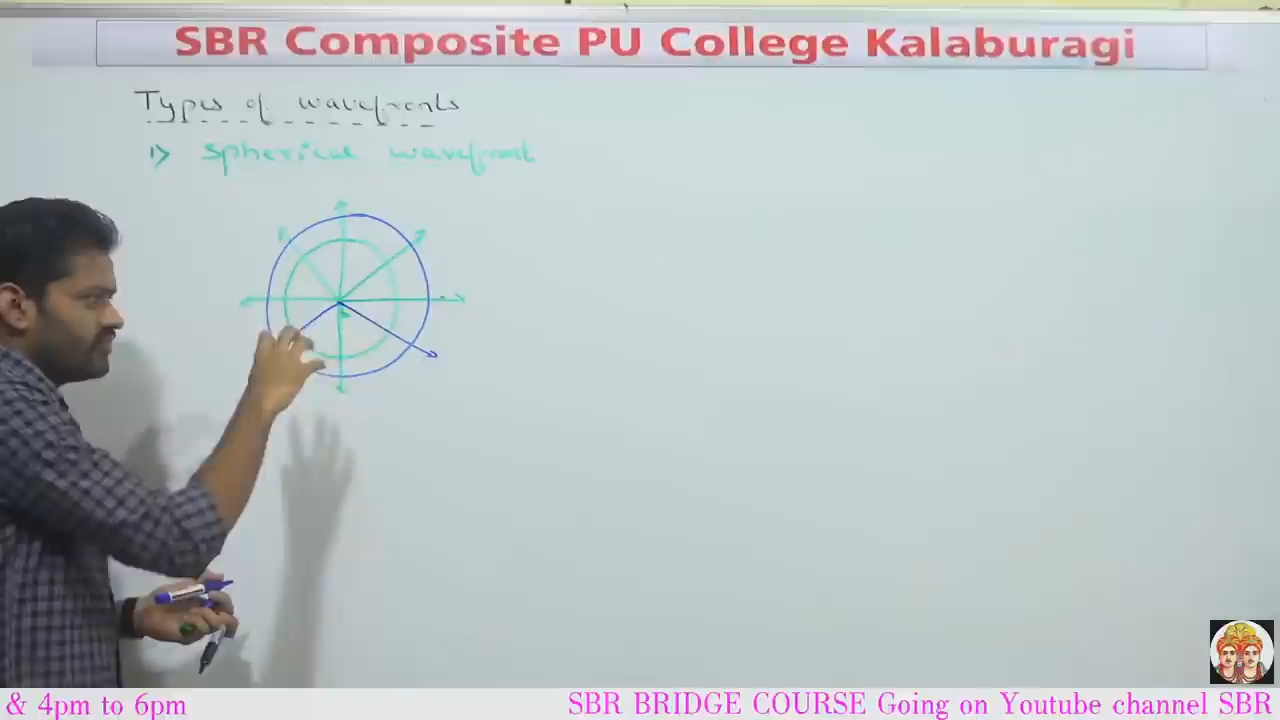 SBR Composite PU College Kalaburagi
Types of wavefronts
1> Spherical wavefront
& 4pm to 6pm
SBR BRIDGE COURSE Going on Youtube channel SBR